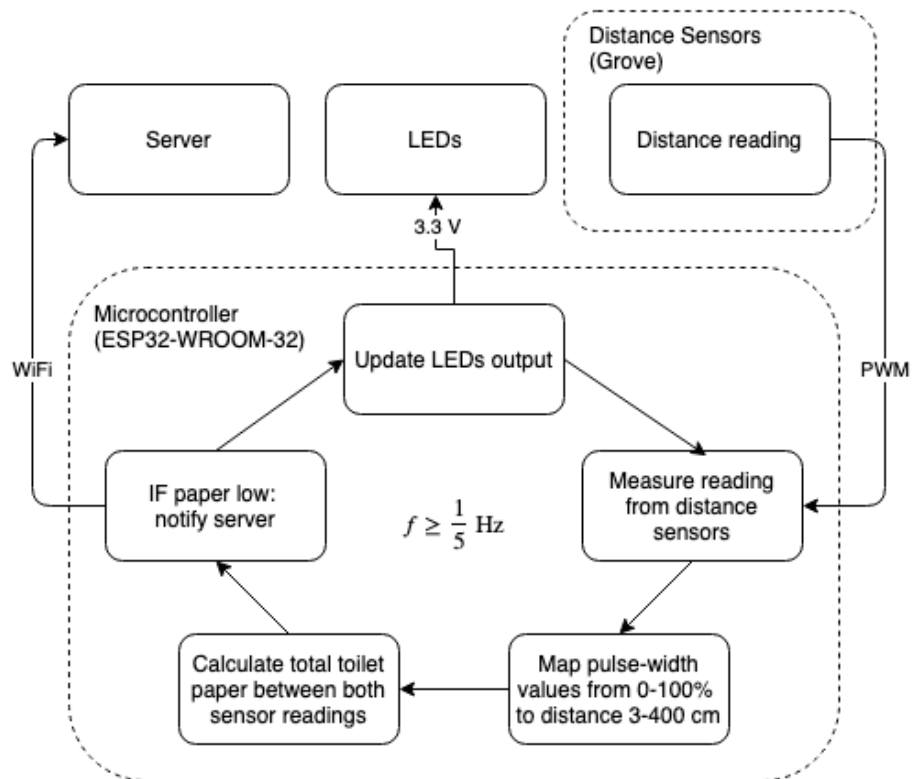 Distance Sensors
(Grove)
Server
LEDs
Distance reading
3.3 V
Microcontroller
(ESP32-WROOM-32)
Update LEDs output
WiFi
PWM
IF paper low:
notify server
f ≥ 1/5 Hz
Measure reading
from distance
sensors
Calculate total toilet
paper between both
sensor readings
Map pulse-width
values from 0-100%
to distance 3-400 cm